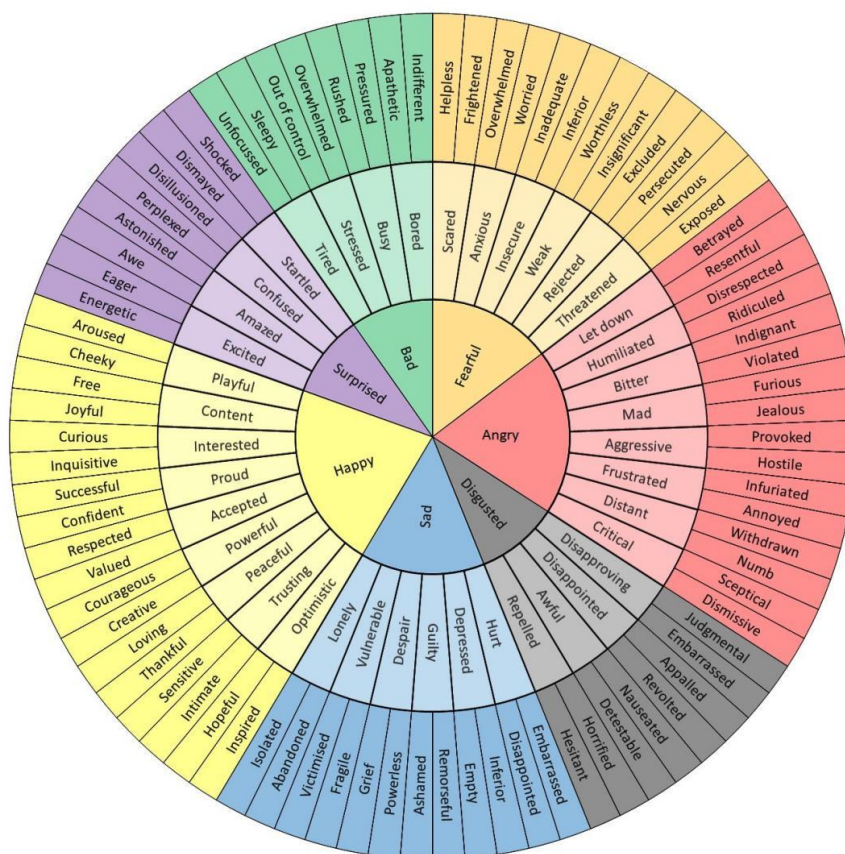 Fearful
Angry
Disgusted
Sad
Happy
Surprised
Bad
Scared
Anxious
Insecure
Weak
Rejected
Threatened
Let down
Humiliated
Bitter
Mad
Aggressive
Frustrated
Distant
Critical
Disapproving
Disappointed
Awful
Repelled
Hurt
Depressed
Guilty
Despair
Vulnerable
Lonely
Optimistic
Trusting
Peaceful
Powerful
Accepted
Proud
Interested
Content
Playful
Excited
Amazed
Confused
Startled
Tired
Stressed
Busy
Bored
Helpless
Frightened
Overwhelmed
Worried
Inadequate
Inferior
Worthless
Insignificant
Excluded
Persecuted
Nervous
Exposed
Betrayed
Resentful
Disrespected
Ridiculed
Indignant
Violated
Furious
Jealous
Provoked
Hostile
Infuriated
Annoyed
Withdrawn
Numb
Sceptical
Dismissive
Judgmental
Embarrassed
Appalled
Revolted
Nauseated
Detestable
Horrified
Hesitant
Embarrassed
Disappointed
Inferior
Empty
Remorseful
Ashamed
Powerless
Grief
Fragile
Victimised
Abandoned
Isolated
Inspired
Hopeful
Intimate
Sensitive
Thankful
Loving
Creative
Courageous
Valued
Respected
Confident
Successful
Inquisitive
Curious
Joyful
Free
Cheeky
Aroused
Energetic
Eager
Awe
Astonished
Perplexed
Disillusioned
Dismayed
Shocked
Unfocussed
Sleepy
Out of control
Overwhelmed
Rushed
Pressured
Apathetic
Indifferent